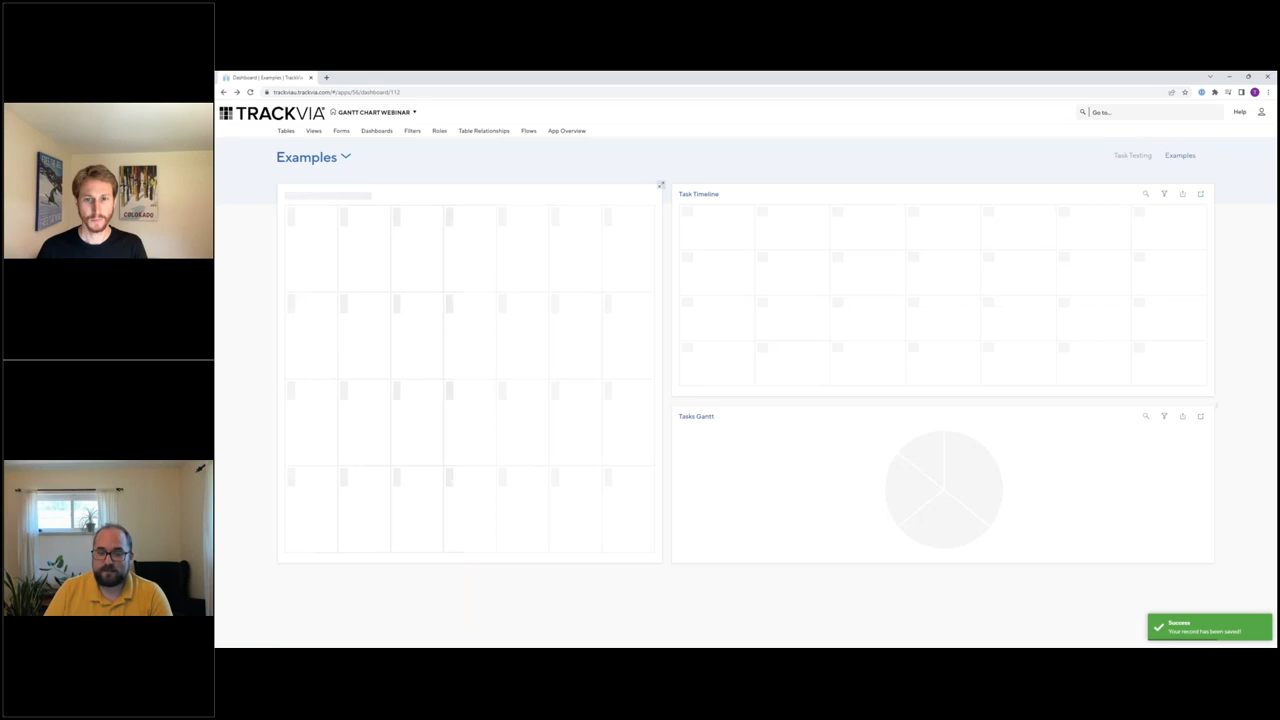 Dashboard | Examples | TrackVi
trackviau.trackvia.com/#/apps/56/dashboard/112
TRACKVIA
GANTT CHART WEBINAR
Go to...
Help
Tables Views Forms Dashboards Filters Roles Table Relationships Flows App Overview
Examples
Task Testing Examples
Task Timeline
Tasks Gantt
COLORADO
Success
Your record has been saved!